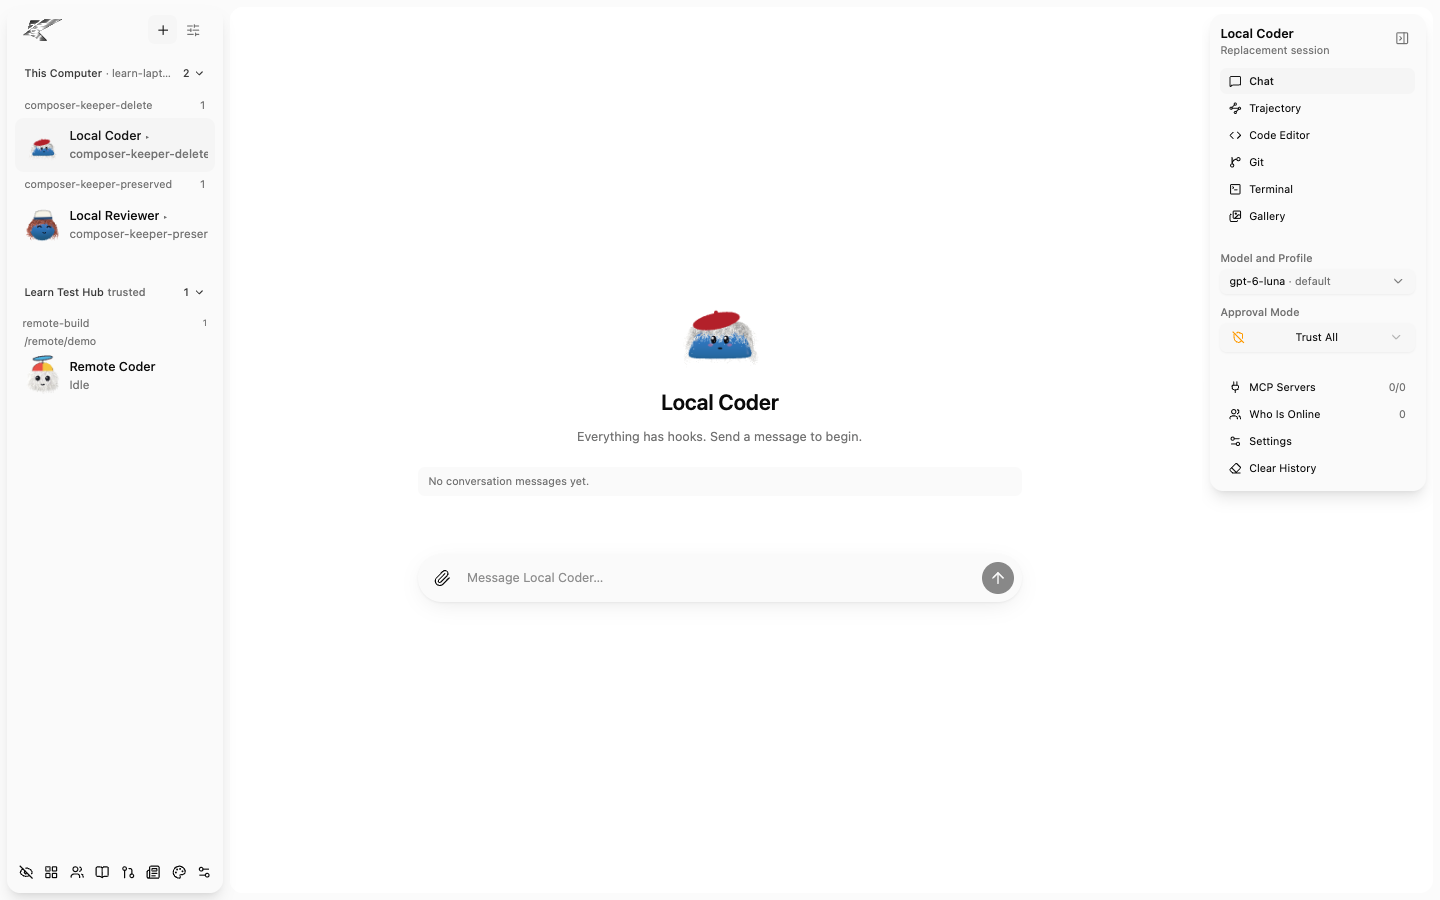 This Computer · learn-lapt... 2
composer-keeper-delete 1
Local Coder
composer-keeper-delete
composer-keeper-preserved 1
Local Reviewer
composer-keeper-preser
Learn Test Hub trusted 1
remote-build 1
/remote/demo
Remote Coder
Idle
Local Coder
Everything has hooks. Send a message to begin.
No conversation messages yet.
Message Local Coder...
Local Coder
Replacement session
Chat
Trajectory
Code Editor
Git
Terminal
Gallery
Model and Profile
gpt-6-luna · default
Approval Mode
Trust All
MCP Servers 0/0
Who Is Online 0
Settings
Clear History